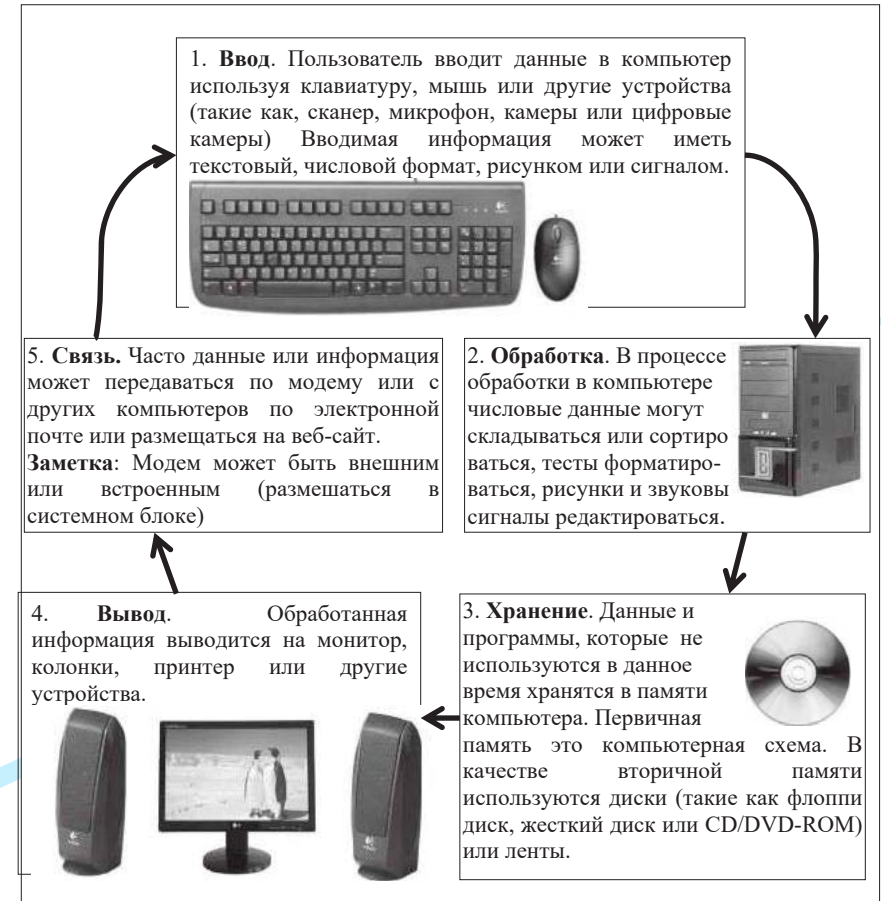 1. Ввод. Пользователь вводит данные в компьютер
используя клавиатуру, мышь или другие устройства
(такие как, сканер, микрофон, камеры или цифровые
камеры) Вводимая информация может иметь
текстовый, числовой формат, рисунком или сигналом.
2. Обработка. В процессе
обработки в компьютере
числовые данные могут
складываться или сортиро
ваться, тесты форматиро-
ваться, рисунки и звуковы
сигналы редактироваться.
3. Хранение. Данные и
программы, которые не
используются в данное
время хранятся в памяти
компьютера. Первичная
память это компьютерная схема. В
качестве вторичной памяти
используются диски (такие как флоппи
диск, жесткий диск или CD/DVD-ROM)
или ленты.
4. Вывод. Обработанная
информация выводится на монитор,
колонки, принтер или другие
устройства.
5. Связь. Часто данные или информация
может передаваться по модему или с
других компьютеров по электронной
почте или размещаться на веб-сайт.
Заметка: Модем может быть внешним
или встроенным (размешаться в
системном блоке)